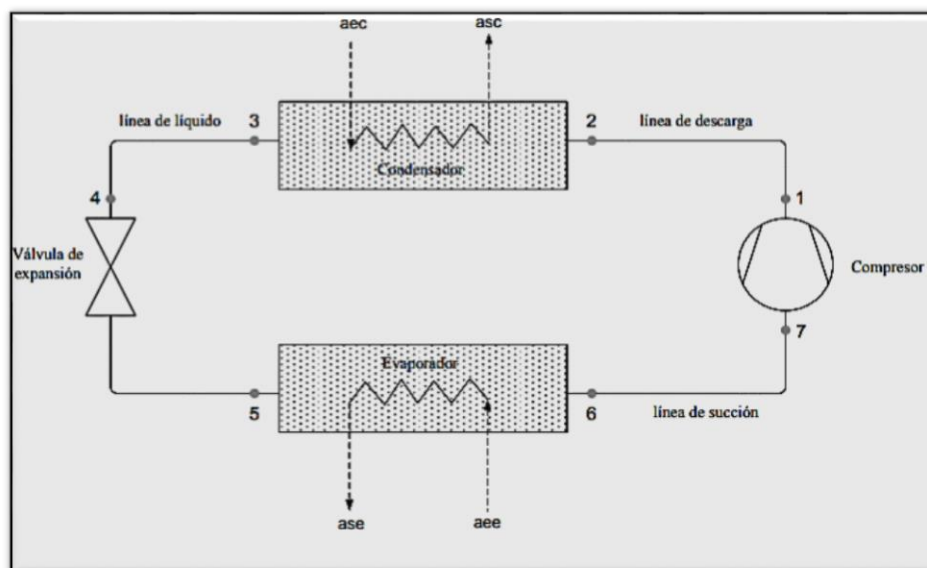 aec
asc
línea de líquido
3
2
línea de descarga
Condensador
4
1
Válvula de
expansión
Compresor
7
Evaporador
5
6
línea de succión
ase
aee